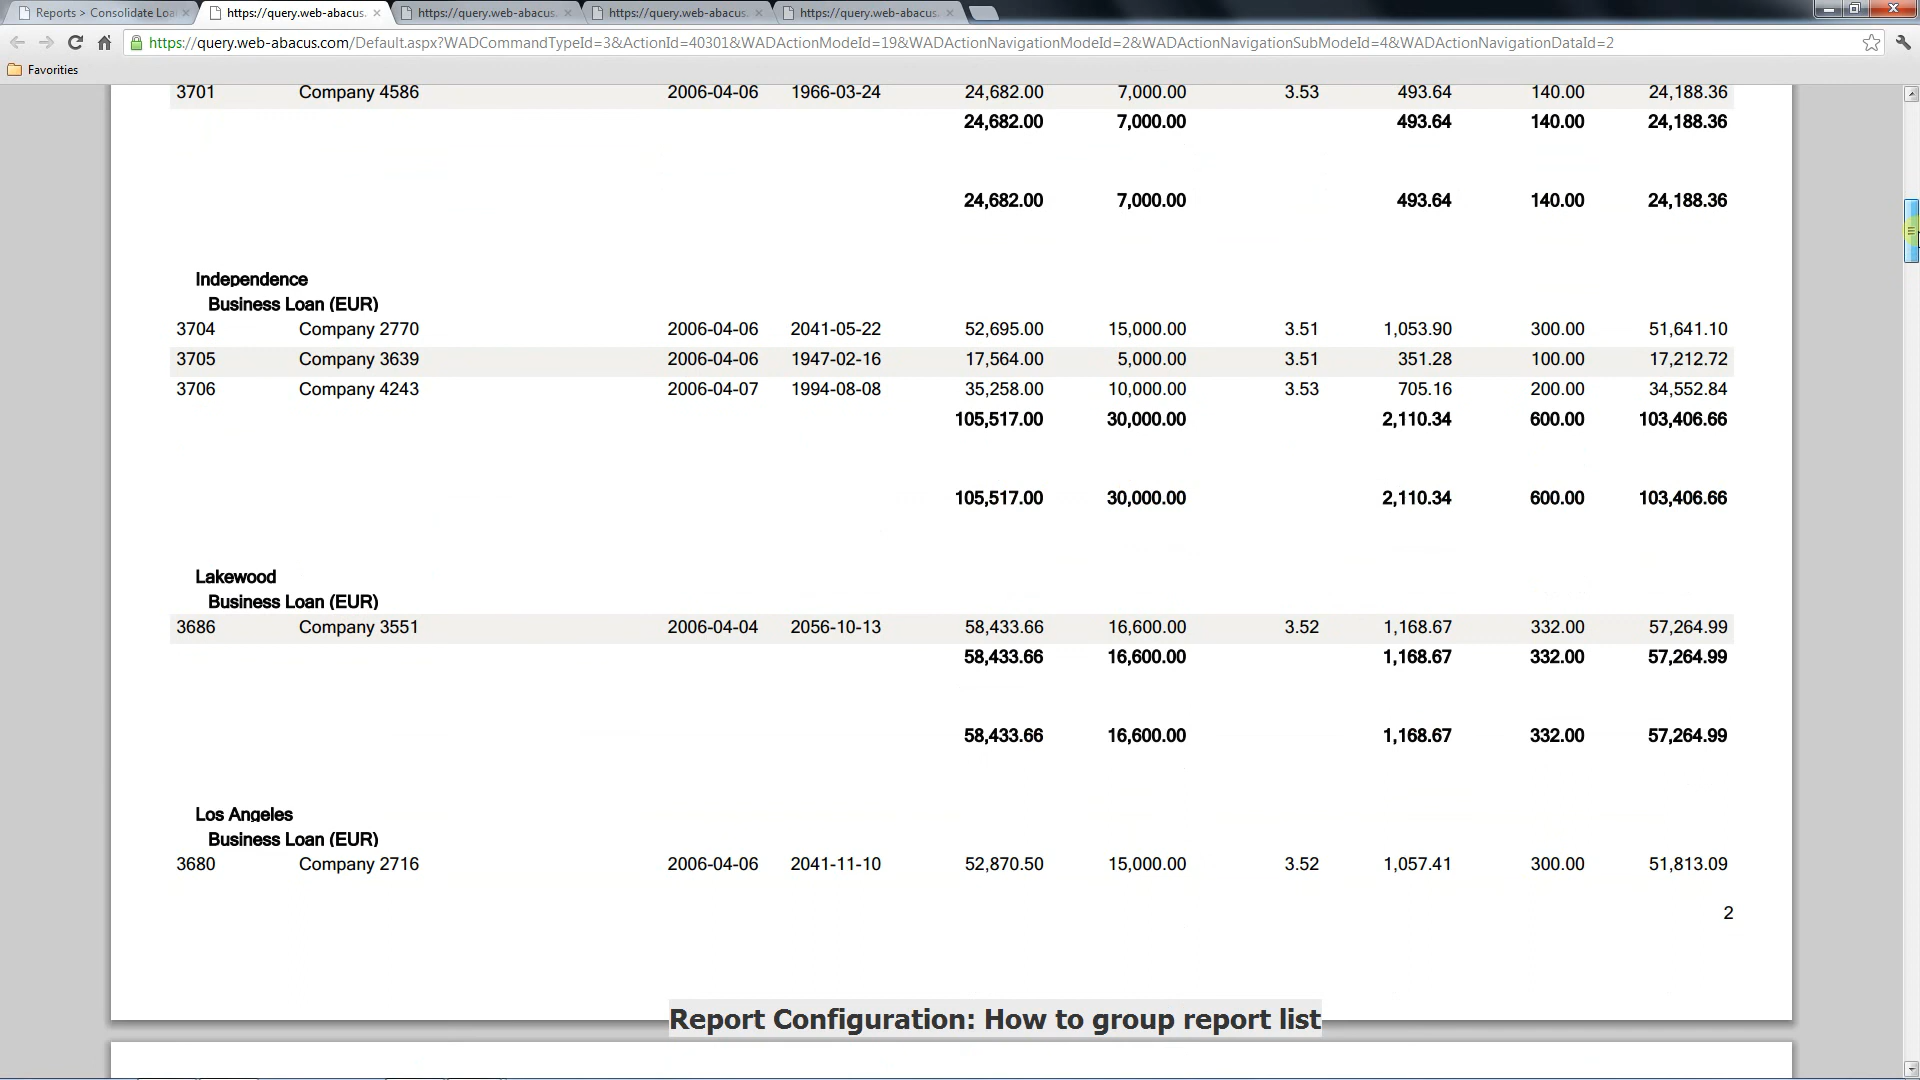 Reports > Consolidate Loa
https://query.web-abacus.
https://query.web-abacus.
https://query.web-abacus.
https://query.web-abacus.
https://query.web-abacus.com/Default.aspx?WADCommandTypeId=3&ActionId=40301&WADActionModeId=19&WADActionNavigationModeId=2&WADActionNavigationSubModeId=4&WADActionNavigationDataId=2
Favorities
3701 Company 4586 2006-04-06 1966-03-24 24,682.00 7,000.00 3.53 493.64 140.00 24,188.36
24,682.00 7,000.00 493.64 140.00 24,188.36
24,682.00 7,000.00 493.64 140.00 24,188.36
Independence
Business Loan (EUR)
3704 Company 2770 2006-04-06 2041-05-22 52,695.00 15,000.00 3.51 1,053.90 300.00 51,641.10
3705 Company 3639 2006-04-06 1947-02-16 17,564.00 5,000.00 3.51 351.28 100.00 17,212.72
3706 Company 4243 2006-04-07 1994-08-08 35,258.00 10,000.00 3.53 705.16 200.00 34,552.84
105,517.00 30,000.00 2,110.34 600.00 103,406.66
105,517.00 30,000.00 2,110.34 600.00 103,406.66
Lakewood
Business Loan (EUR)
3686 Company 3551 2006-04-04 2056-10-13 58,433.66 16,600.00 3.52 1,168.67 332.00 57,264.99
58,433.66 16,600.00 1,168.67 332.00 57,264.99
58,433.66 16,600.00 1,168.67 332.00 57,264.99
Los Angeles
Business Loan (EUR)
3680 Company 2716 2006-04-06 2041-11-10 52,870.50 15,000.00 3.52 1,057.41 300.00 51,813.09
2
Report Configuration: How to group report list